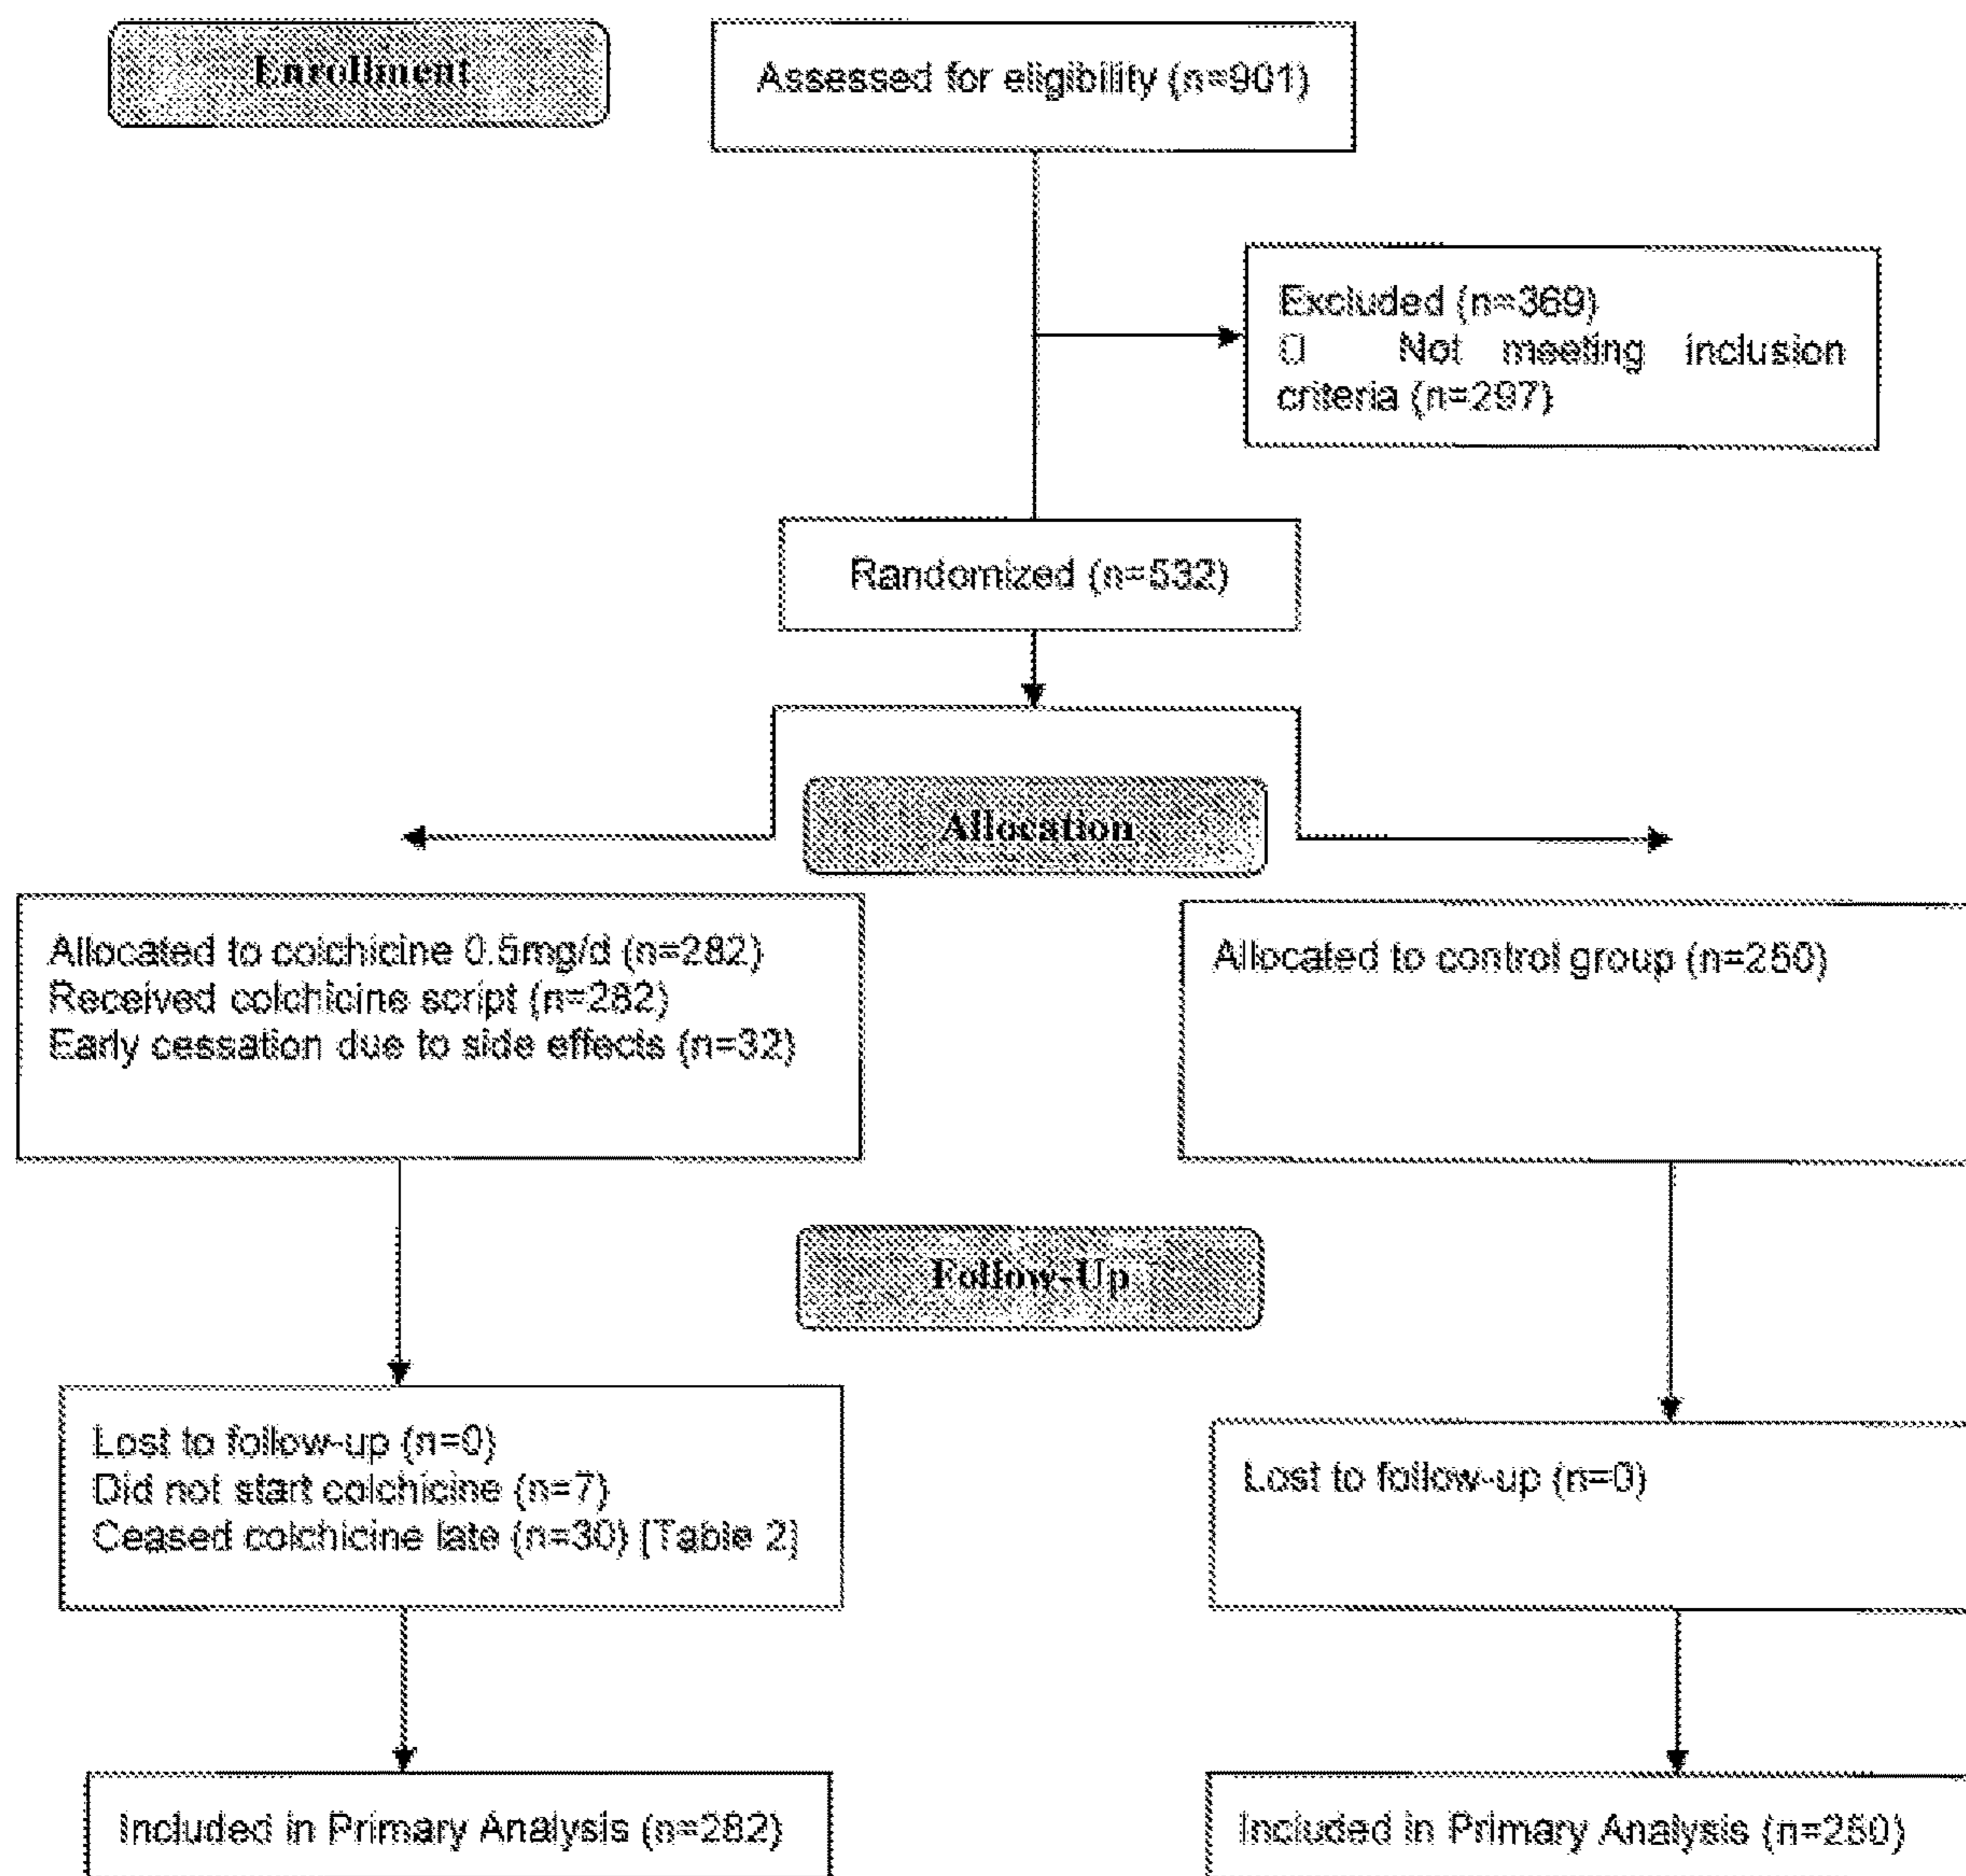 Enrollment
Assessed for eligibility (n=901)
Excluded (n=369)
▯ Not meeting inclusion
criteria (n=297)
Randomized (n=532)
Allocation
Allocated to colchicine 0.5mg/d (n=282)
Received colchicine script (n=282)
Early cessation due to side effects (n=32)
Allocated to control group (n=250)
Follow-Up
Lost to follow-up (n=0)
Did not start colchicine (n=7)
Ceased colchicine late (n=30) [Table 2]
Lost to follow-up (n=0)
Included in Primary Analysis (n=282)
Included in Primary Analysis (n=250)